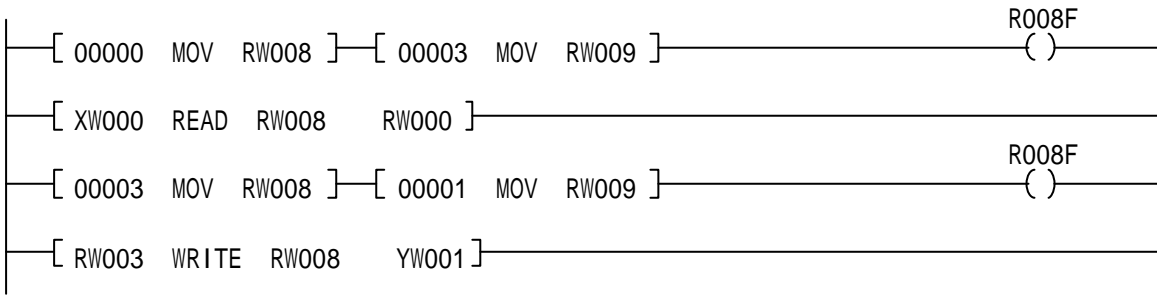 R008F
00000 MOV RW008 00003 MOV RW009
XW000 READ RW008 RW000
R008F
00003 MOV RW008 00001 MOV RW009
RW003 WRITE RW008 YW001